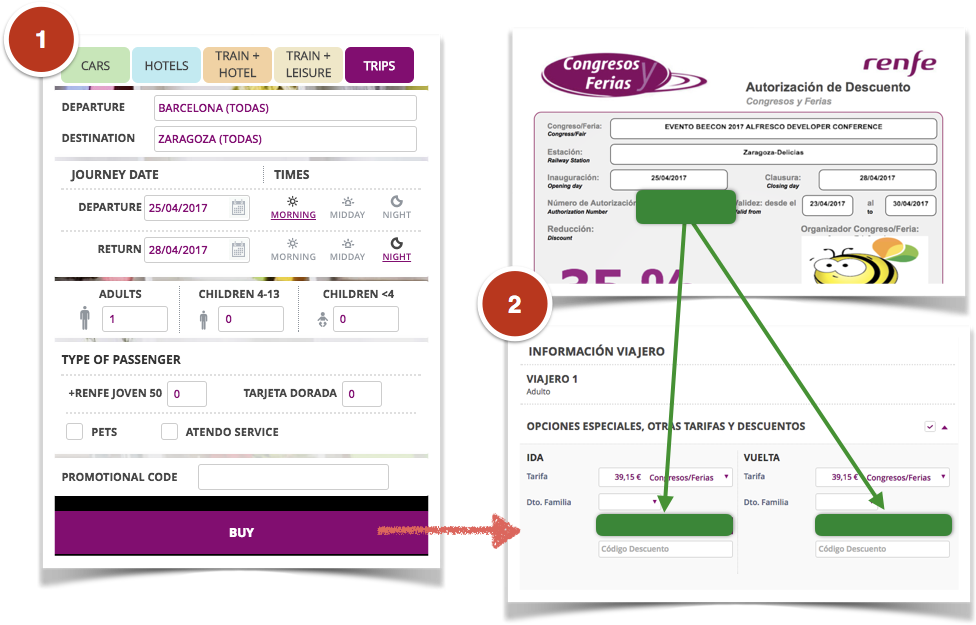 1
CARS
HOTELS
TRAIN +
HOTEL
TRAIN +
LEISURE
TRIPS
DEPARTURE BARCELONA (TODAS)
DESTINATION ZARAGOZA (TODAS)
JOURNEY DATE TIMES
DEPARTURE 25/04/2017 MORNING MIDDAY NIGHT
RETURN 28/04/2017 MORNING MIDDAY NIGHT
ADULTS CHILDREN 4-13 CHILDREN <4
1 0 0
TYPE OF PASSENGER
+RENFE JOVEN 50 0 TARJETA DORADA 0
PETS ATENDO SERVICE
PROMOTIONAL CODE
BUY
Congresos y
Ferias
renfe
Autorización de Descuento
Congresos y Ferias
Congreso/Feria: EVENTO BEECON 2017 ALFRESCO DEVELOPER CONFERENCE
Congress/Fair
Estación: Zaragoza-Delicias
Railway Station
Inauguración: 25/04/2017 Clausura: 28/04/2017
Opening day Closing day
Número de Autorización Validez: desde el 23/04/2017 al 30/04/2017
Authorization Number Valid from to
Reducción: Organizador Congreso/Feria:
Discount
35 %
2
INFORMACIÓN VIAJERO
VIAJERO 1
Adulto
OPCIONES ESPECIALES, OTRAS TARIFAS Y DESCUENTOS
IDA VUELTA
Tarifa 39,15 € Congresos/Ferias Tarifa 39,15 € Congresos/Ferias
Dto. Familia Dto. Familia
Código Descuento Código Descuento